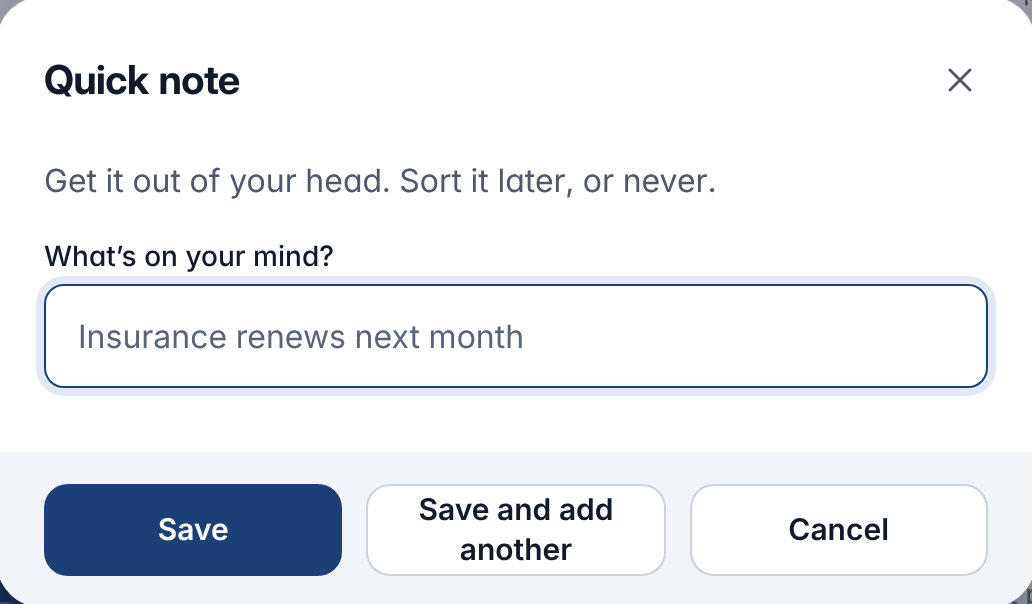 Quick note
Get it out of your head. Sort it later, or never.
What’s on your mind?
Insurance renews next month
Save
Save and add
another
Cancel